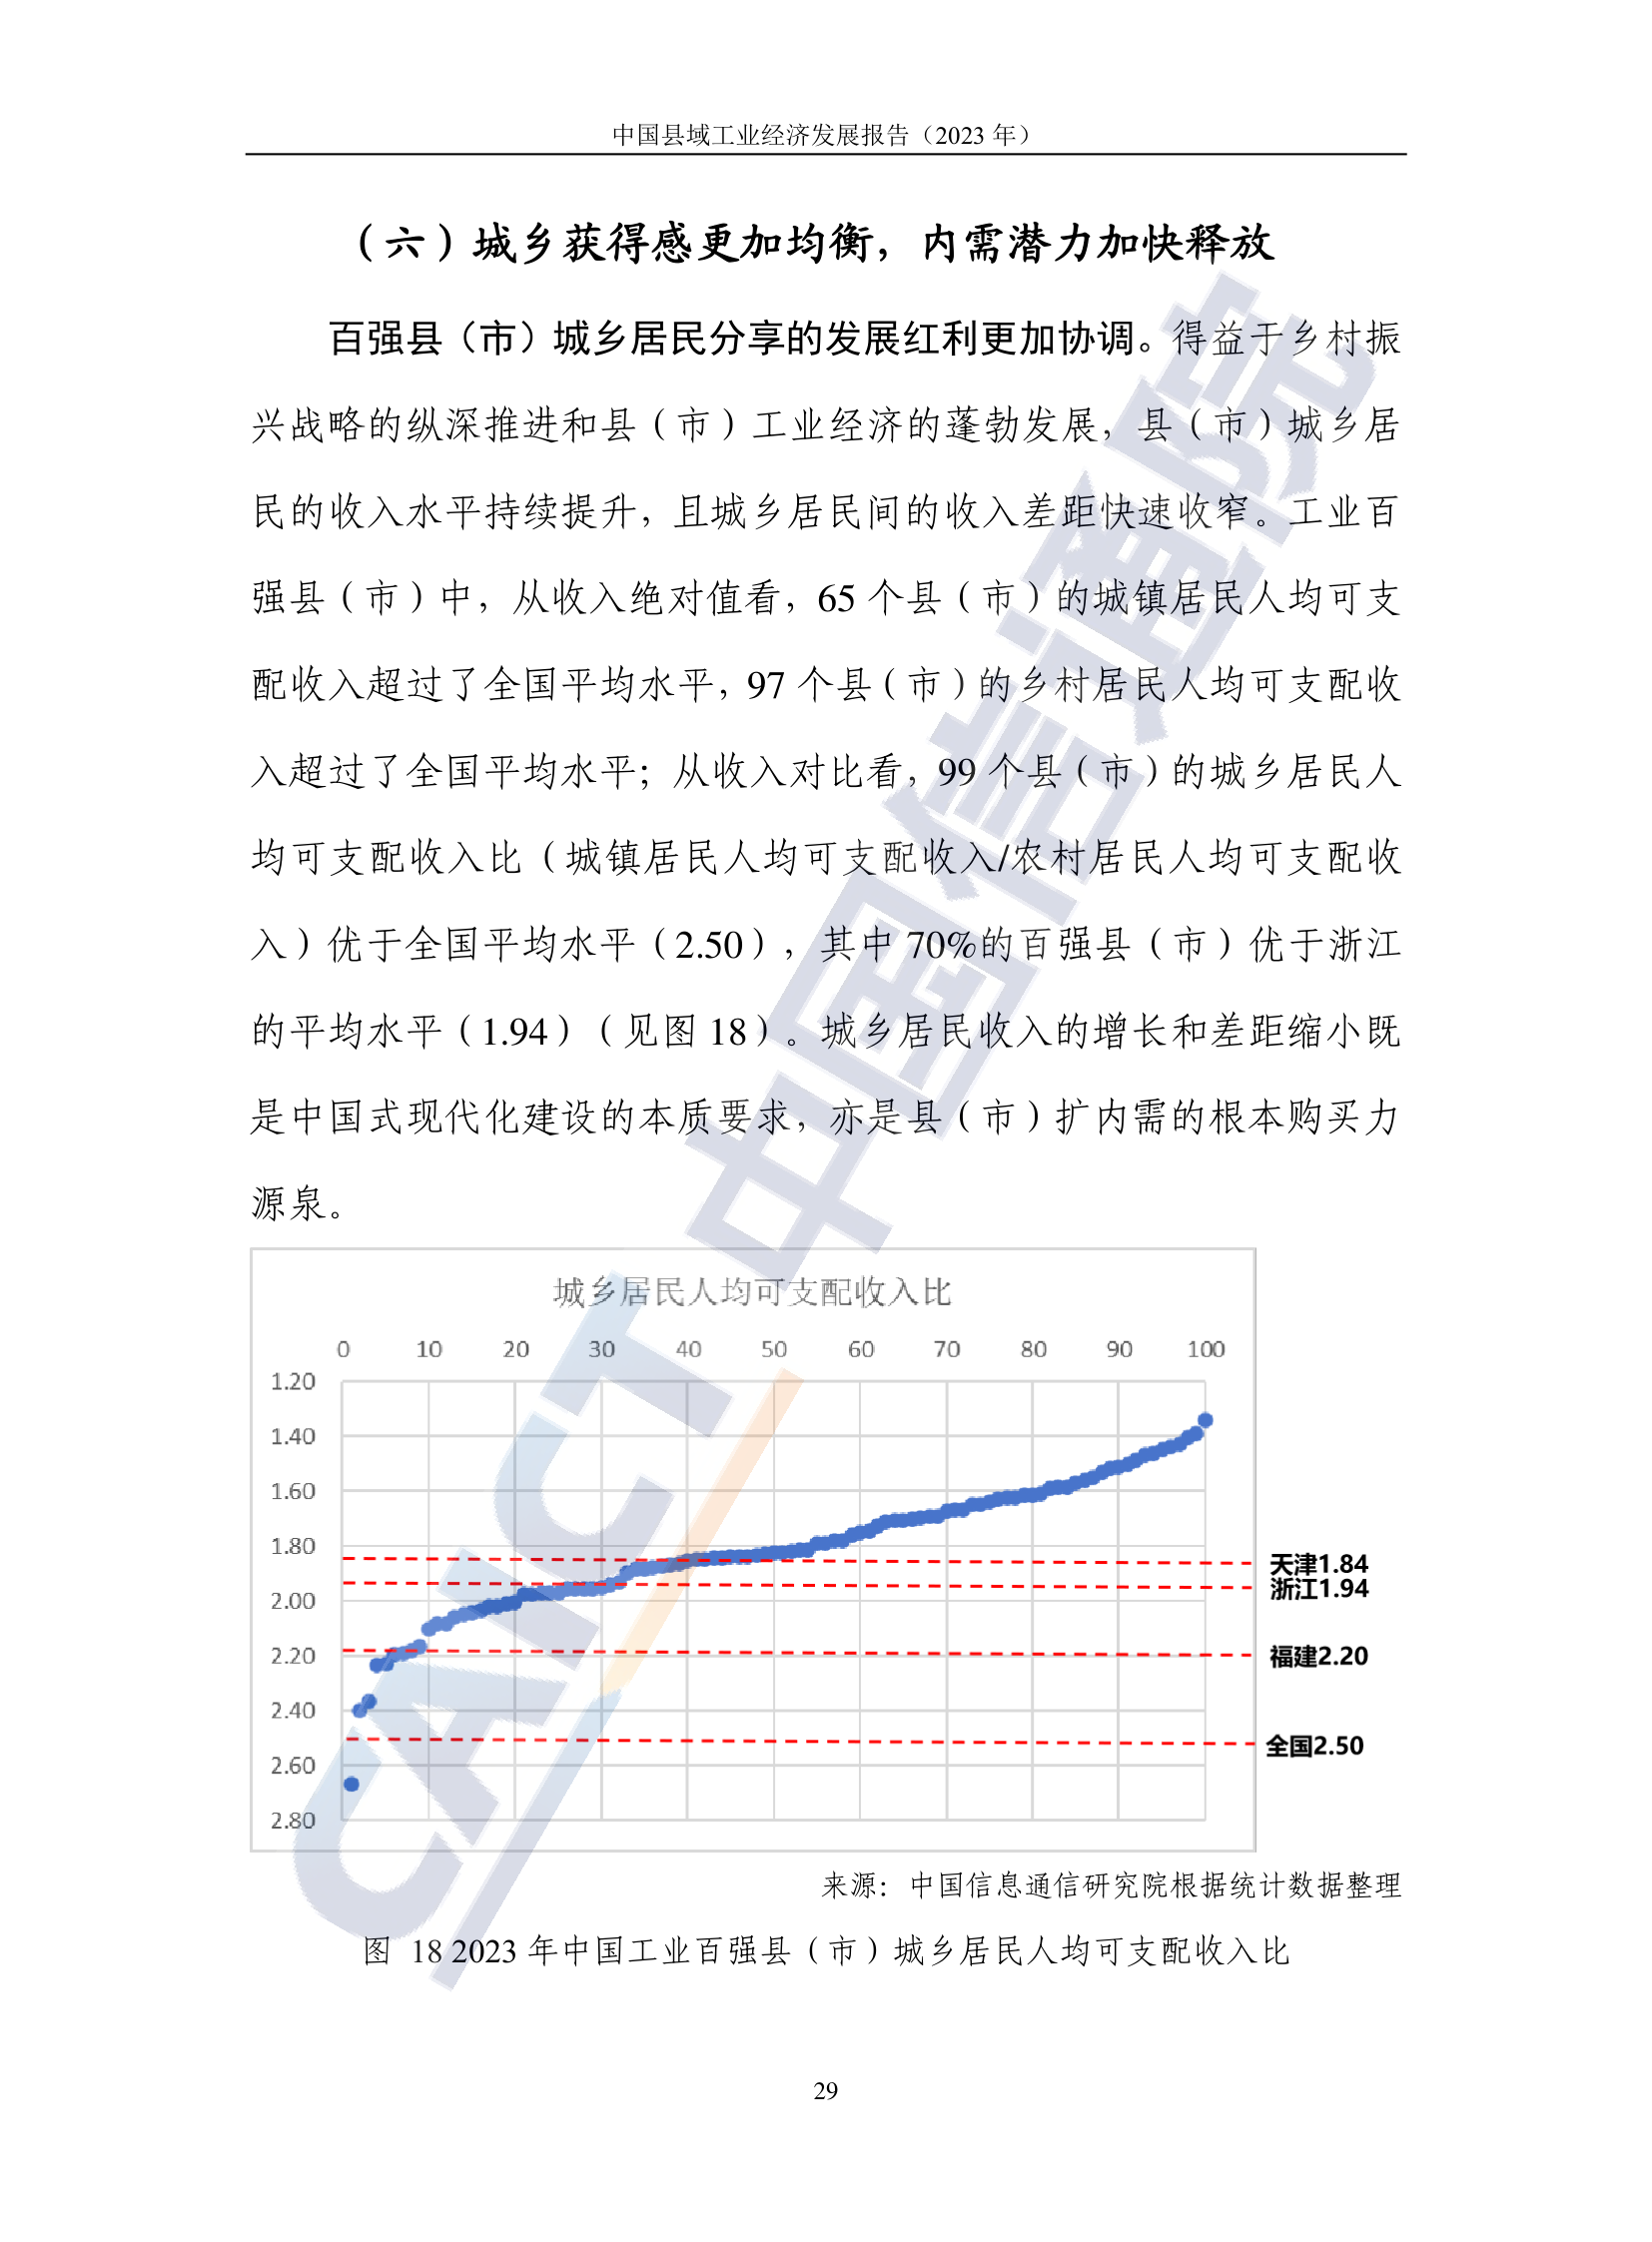 中国县域工业经济发展报告（2023 年）
（六）城乡获得感更加均衡，内需潜力加快释放
百强县（市）城乡居民分享的发展红利更加协调。得益于乡村振
兴战略的纵深推进和县（市）工业经济的蓬勃发展，县（市）城乡居
民的收入水平持续提升，且城乡居民间的收入差距快速收窄。工业百
强县（市）中，从收入绝对值看，65 个县（市）的城镇居民人均可支
配收入超过了全国平均水平，97 个县（市）的乡村居民人均可支配收
入超过了全国平均水平；从收入对比看，99 个县（市）的城乡居民人
均可支配收入比（城镇居民人均可支配收入/农村居民人均可支配收
入）优于全国平均水平（2.50），其中 70%的百强县（市）优于浙江
的平均水平（1.94）（见图 18）。城乡居民收入的增长和差距缩小既
是中国式现代化建设的本质要求，亦是县（市）扩内需的根本购买力
源泉。
城乡居民人均可支配收入比
0 10 20 30 40 50 60 70 80 90 100
1.20
1.40
1.60
1.80
2.00
2.20
2.40
2.60
2.80
天津1.84
浙江1.94
福建2.20
全国2.50
来源：中国信息通信研究院根据统计数据整理
图 18 2023 年中国工业百强县（市）城乡居民人均可支配收入比
29
CAICT 中国信通院